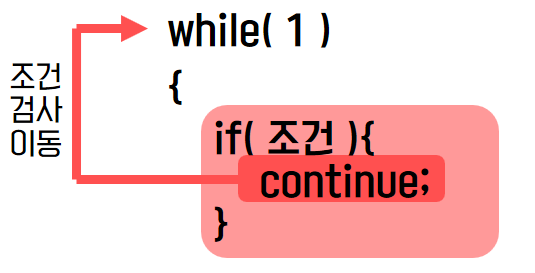 while( 1 )
{
조건
검사
이동
if( 조건 ){
continue;
}